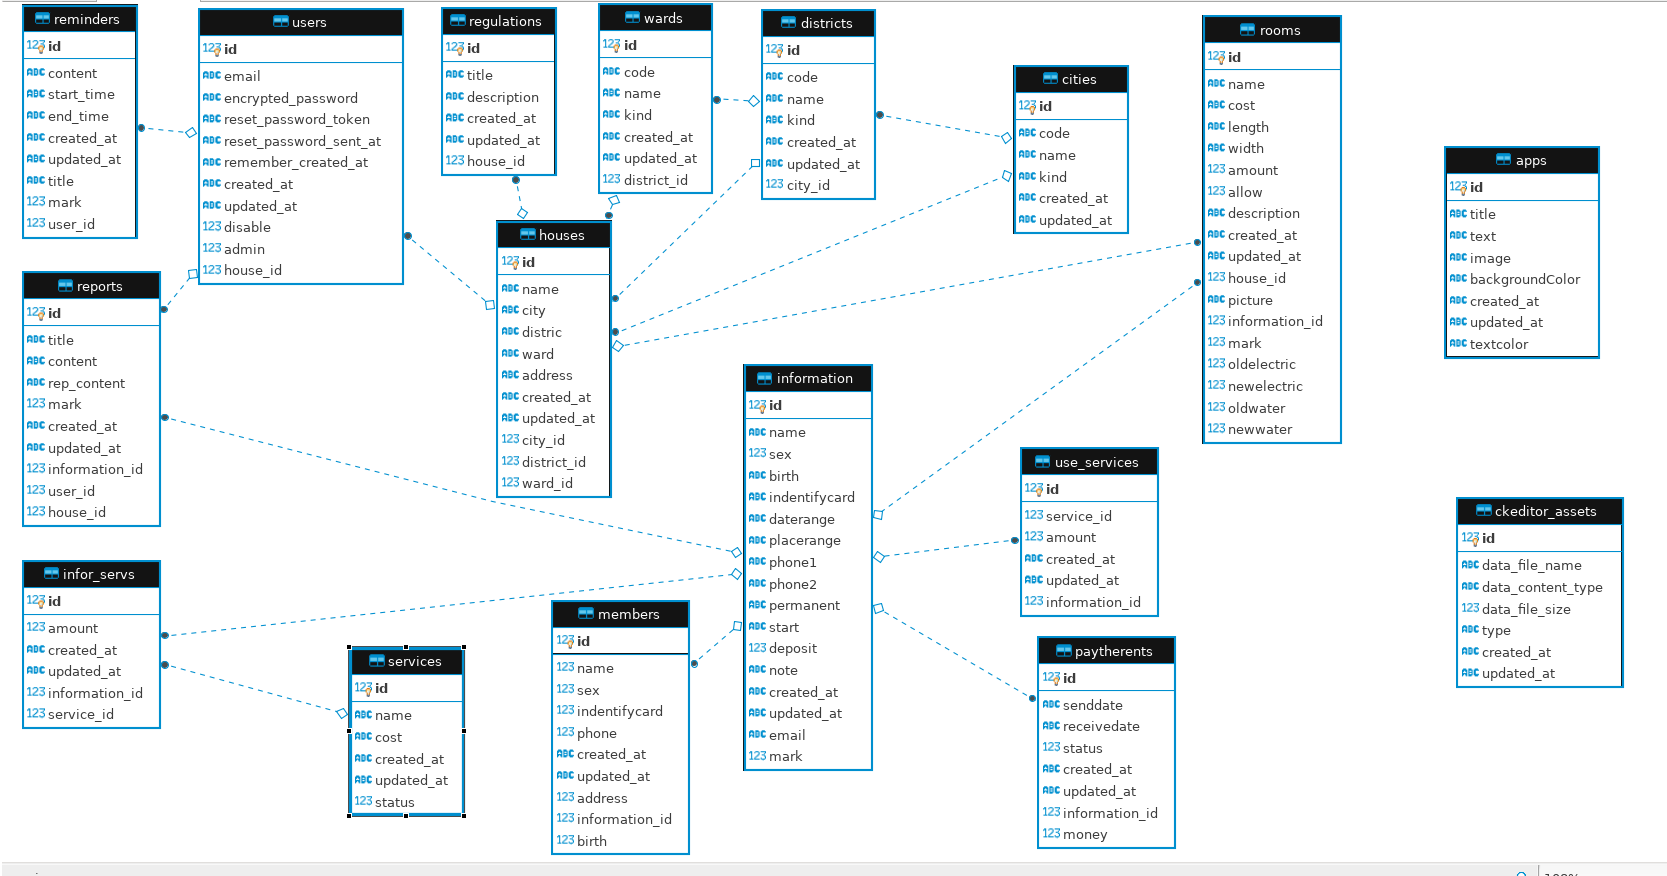 reminders
id
content
start_time
end_time
created_at
updated_at
title
mark
user_id
users
id
email
encrypted_password
reset_password_token
reset_password_sent_at
remember_created_at
created_at
updated_at
disable
admin
house_id
regulations
id
title
description
created_at
updated_at
house_id
wards
id
code
name
kind
created_at
updated_at
district_id
districts
id
code
name
kind
created_at
updated_at
city_id
cities
id
code
name
kind
created_at
updated_at
rooms
id
name
cost
length
width
amount
allow
description
created_at
updated_at
house_id
picture
information_id
mark
oldelectric
newelectric
oldwater
newwater
apps
id
title
text
image
backgroundColor
created_at
updated_at
textcolor
reports
id
title
content
rep_content
mark
created_at
updated_at
information_id
user_id
house_id
houses
id
name
city
distric
ward
address
created_at
updated_at
city_id
district_id
ward_id
information
id
name
sex
birth
indentifycard
daterange
placerange
phone1
phone2
permanent
start
deposit
note
created_at
updated_at
email
mark
use_services
id
service_id
amount
created_at
updated_at
information_id
ckeditor_assets
id
data_file_name
data_content_type
data_file_size
type
created_at
updated_at
infor_servs
id
amount
created_at
updated_at
information_id
service_id
services
id
name
cost
created_at
updated_at
status
members
id
name
sex
indentifycard
phone
created_at
updated_at
address
information_id
birth
paytherents
id
senddate
receivedate
status
created_at
updated_at
information_id
money